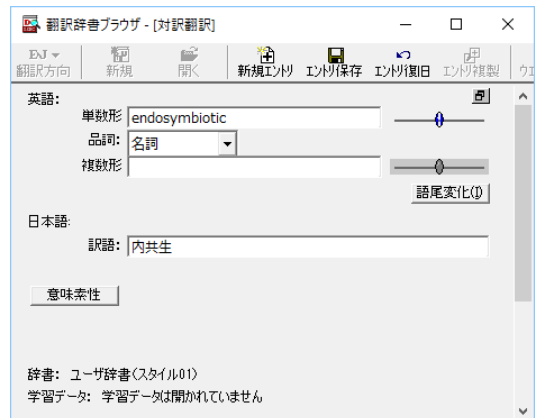 翻訳辞書ブラウザ - [対訳翻訳]
EXJ
翻訳方向 新規 開く 新規エントリ エントリ保存 エントリ復旧 エントリ複製 ウエ
英語:
単数形 endosymbiotic
品詞: 名詞
複数形
語尾変化(I)
日本語:
訳語: 内共生
意味素性
辞書: ユーザ辞書(スタイル01)
学習データ: 学習データは開かれていません